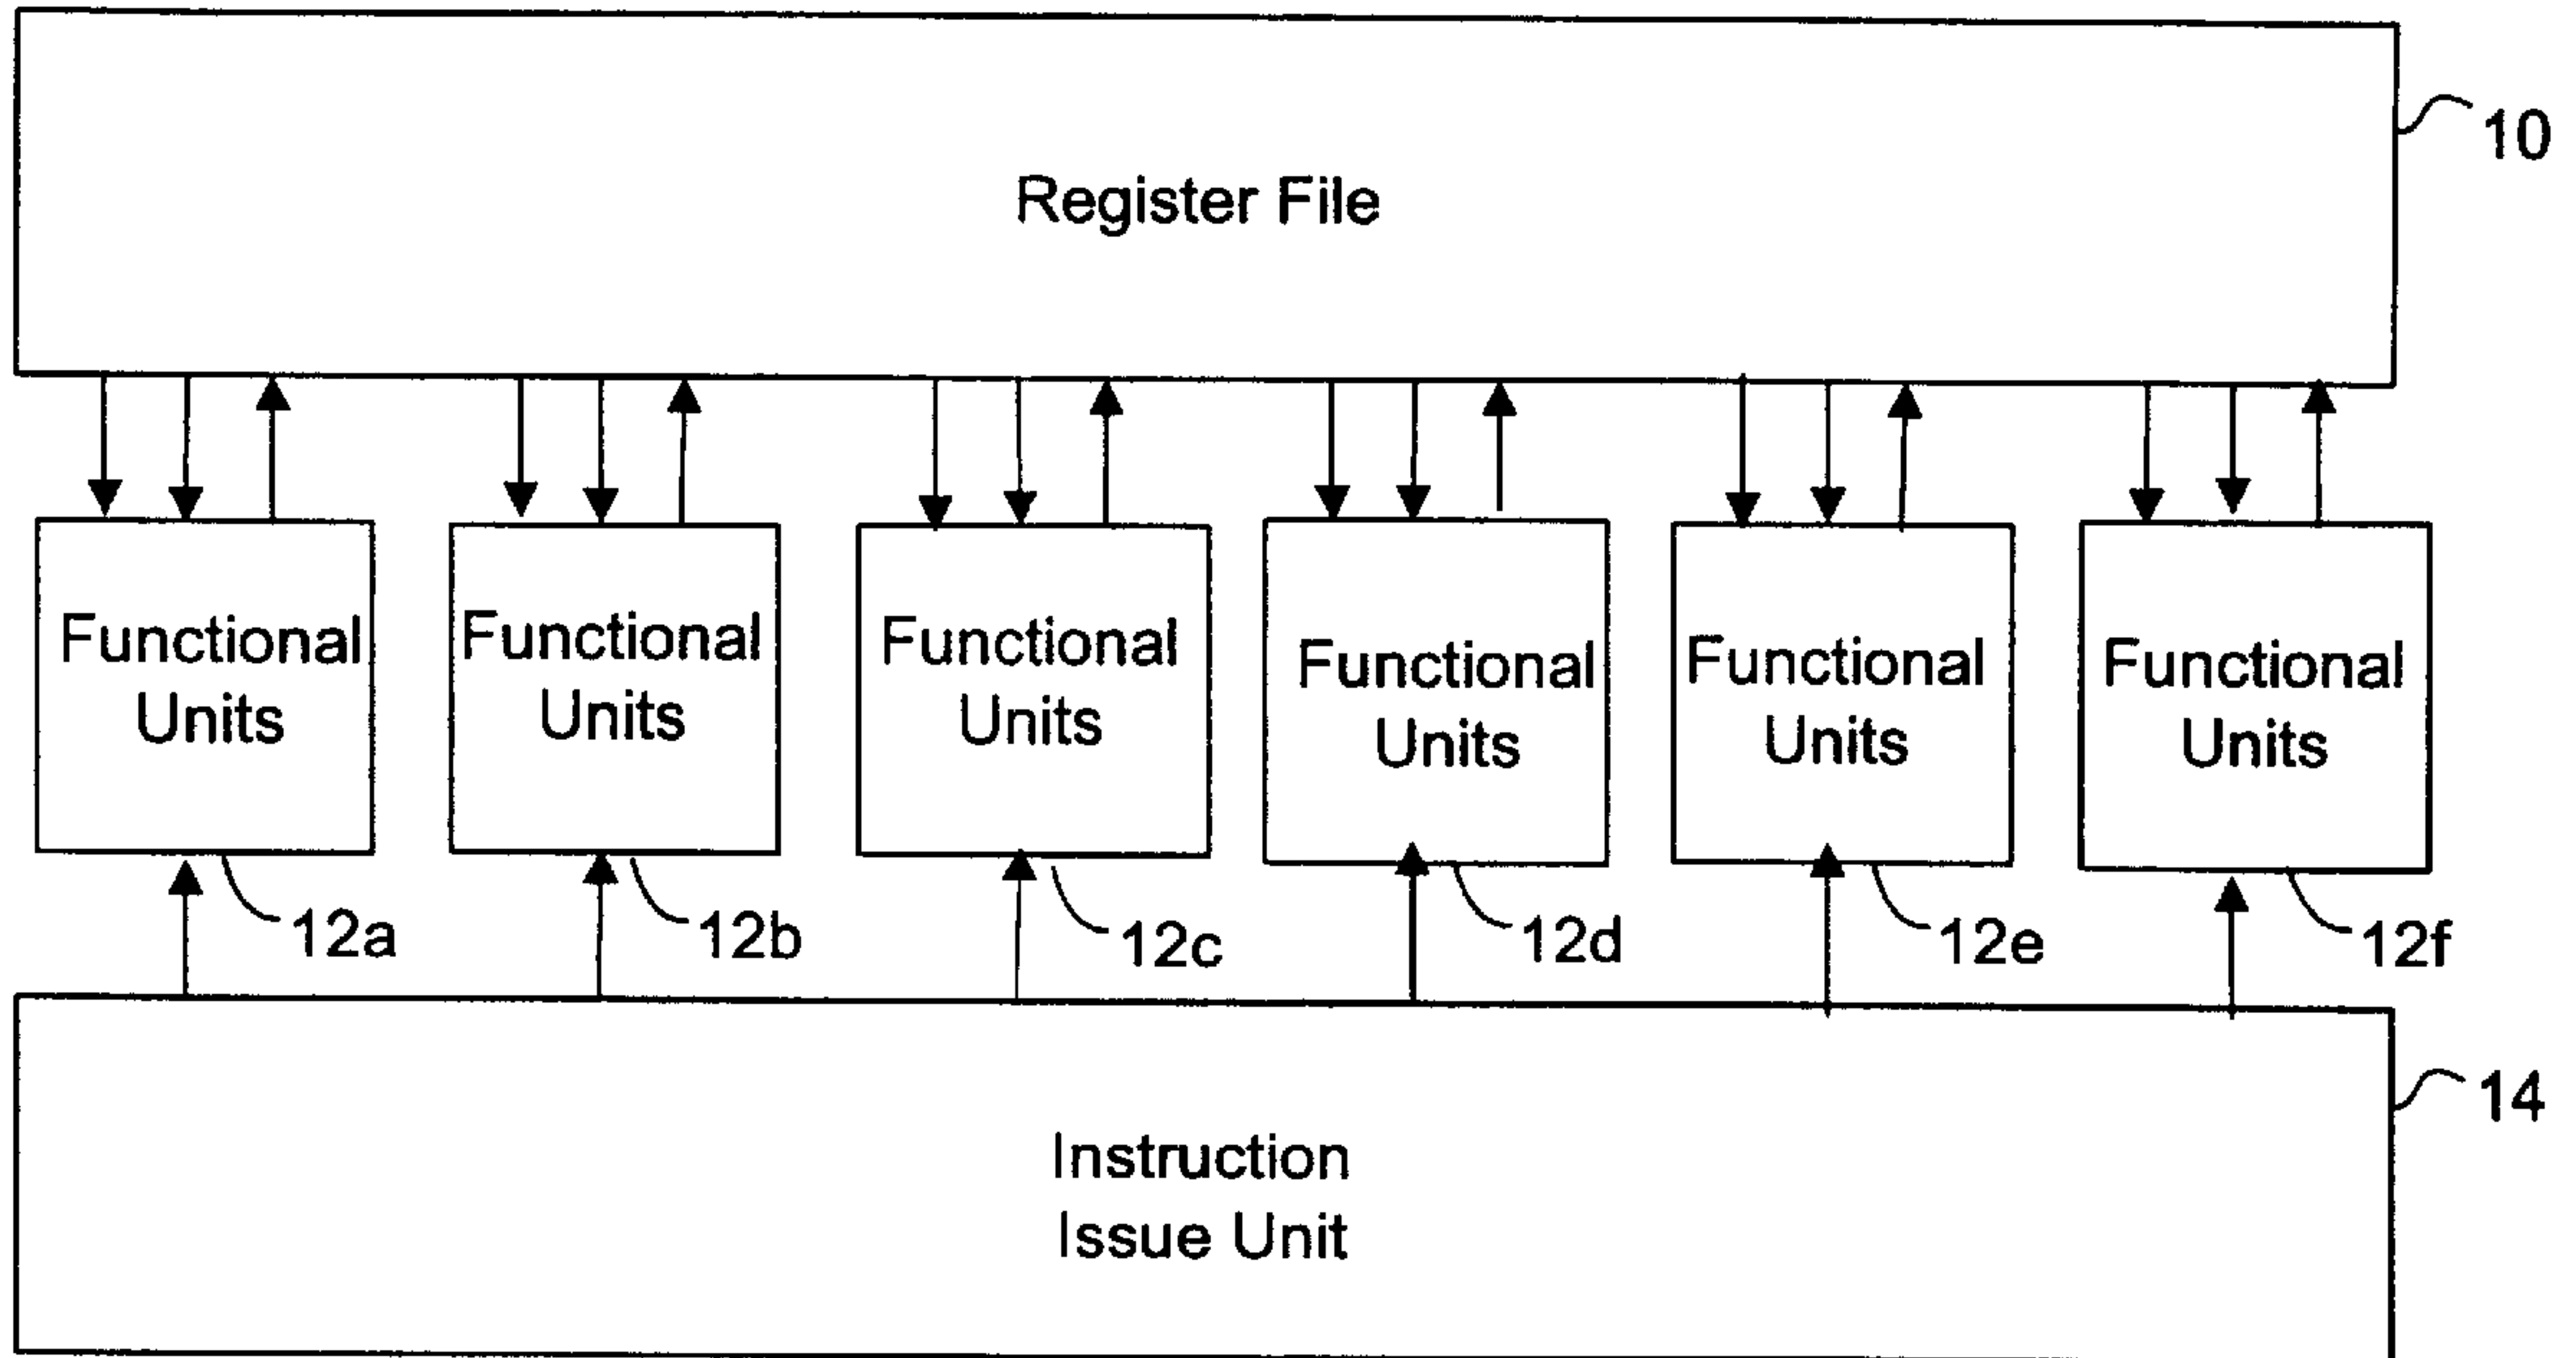 Register File
10
Functional
Units
Functional
Units
Functional
Units
Functional
Units
Functional
Units
Functional
Units
12a
12b
12c
12d
12e
12f
14
Instruction
Issue Unit